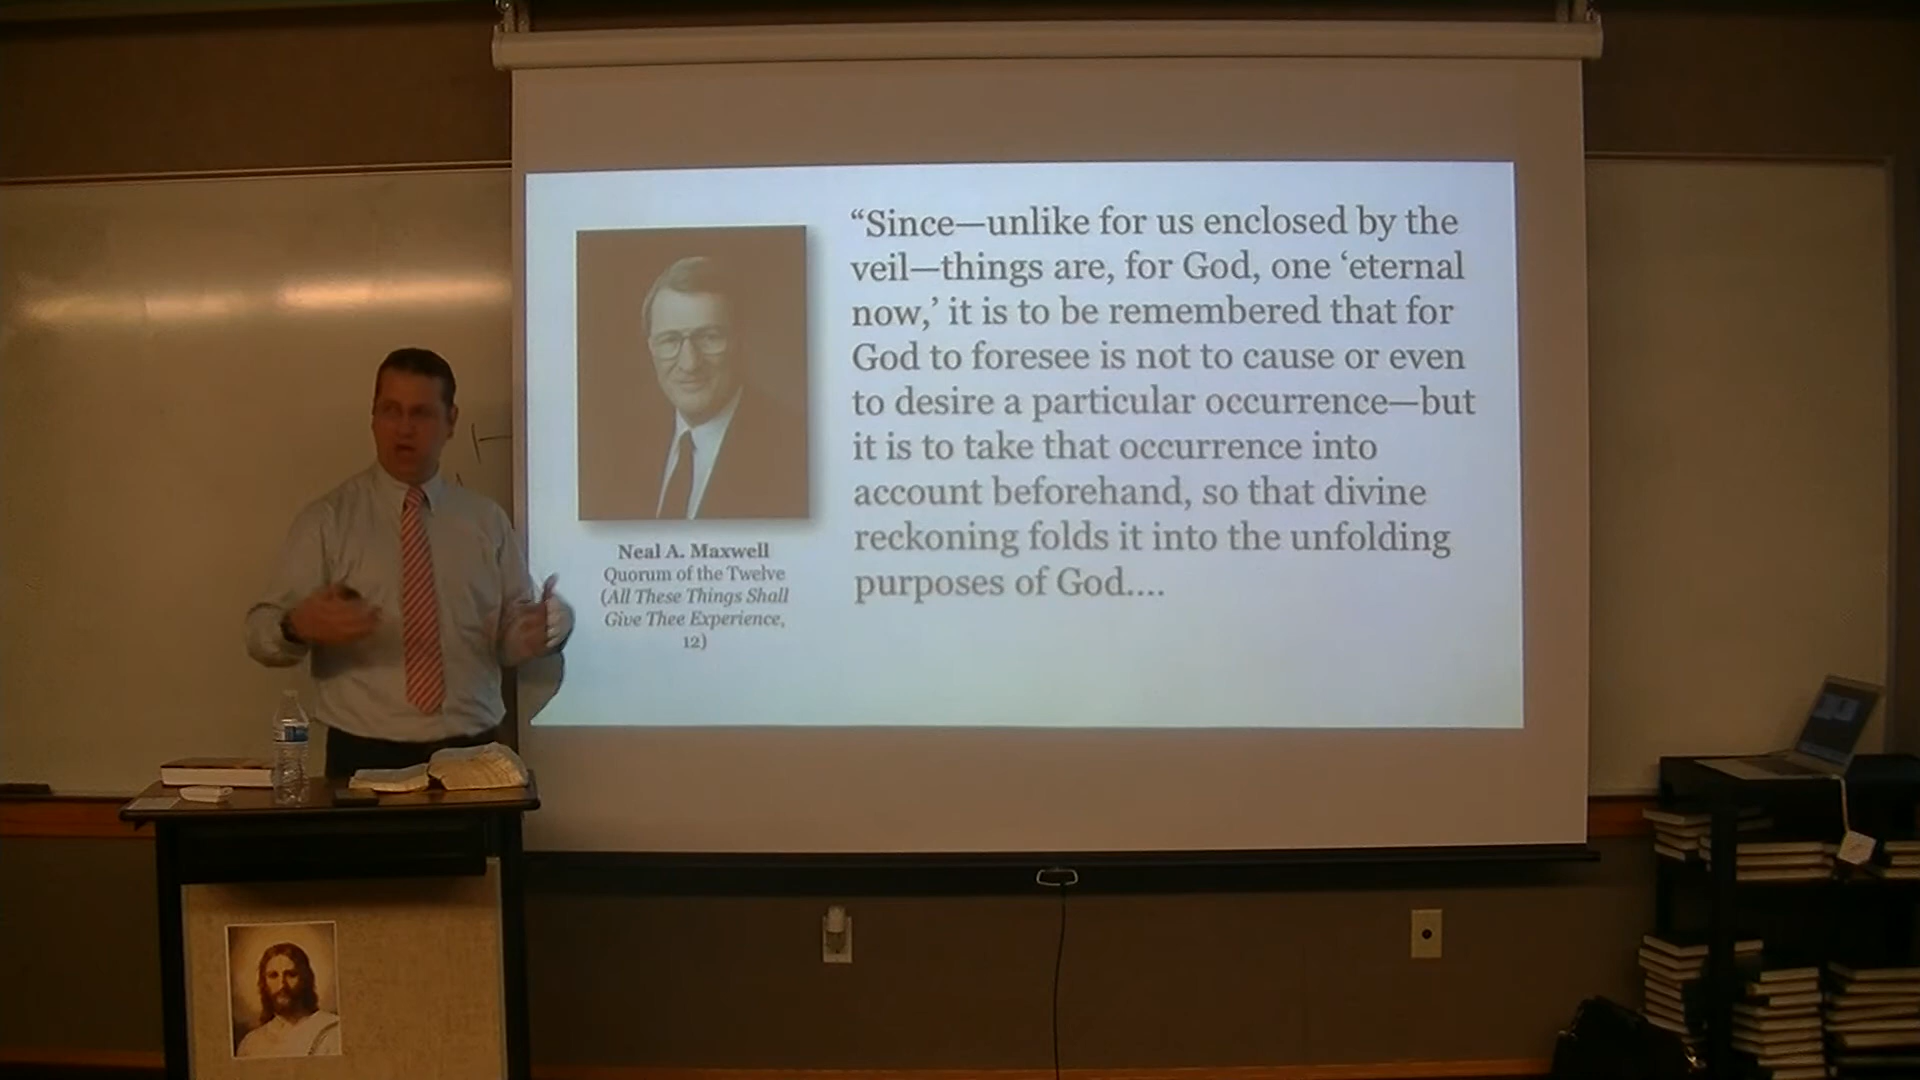 “Since—unlike for us enclosed by the
veil—things are, for God, one ‘eternal
now,’ it is to be remembered that for
God to foresee is not to cause or even
to desire a particular occurrence—but
it is to take that occurrence into
account beforehand, so that divine
reckoning folds it into the unfolding
purposes of God....
Neal A. Maxwell
Quorum of the Twelve
(All These Things Shall
Give Thee Experience,
12)